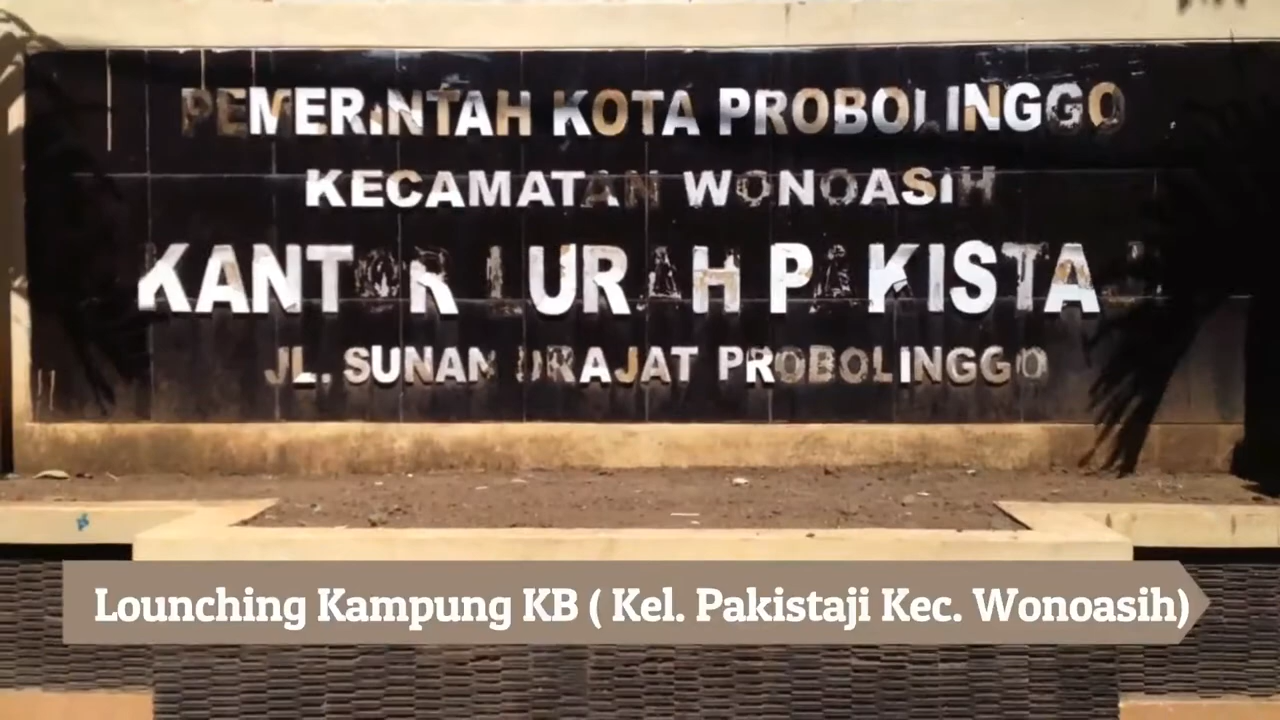 PEMERINTAH KOTA PROBOLINGGO
KECAMATAN WONOASIH
KANTOR LURAH PAKISTAJI
JL. SUNAN DRAJAT PROBOLINGGO
Lounching Kampung KB ( Kel. Pakistaji Kec. Wonoasih)